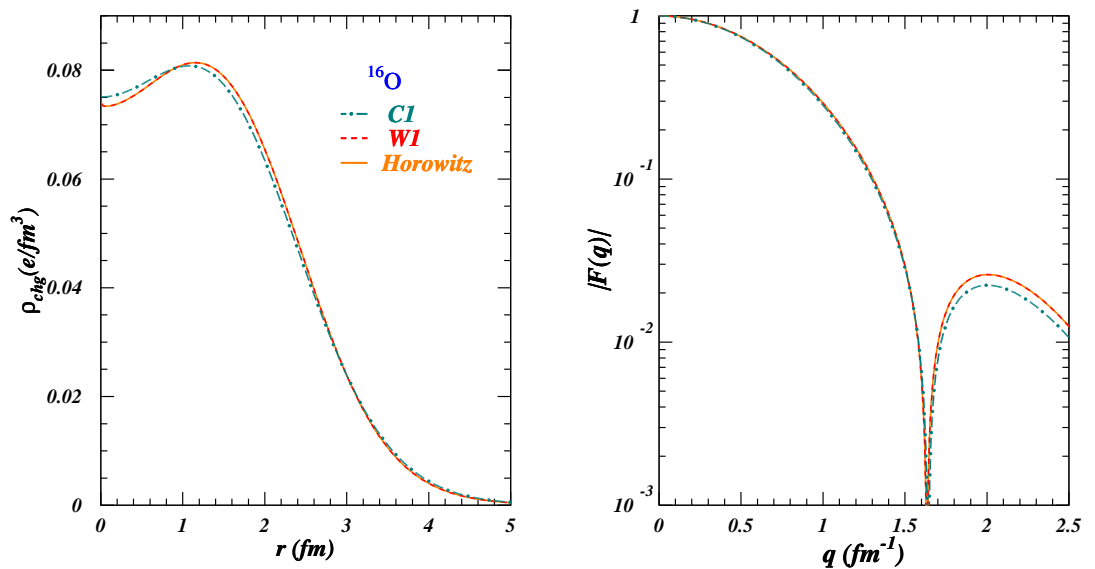 0.08
0.06
0.04
0.02
0
ρchg(e/fm³)
¹⁶O
C1
W1
Horowitz
0 1 2 3 4 5
r (fm)
1
10⁻¹
10⁻²
10⁻³
|F(q)|
0 0.5 1 1.5 2 2.5
q (fm⁻¹)